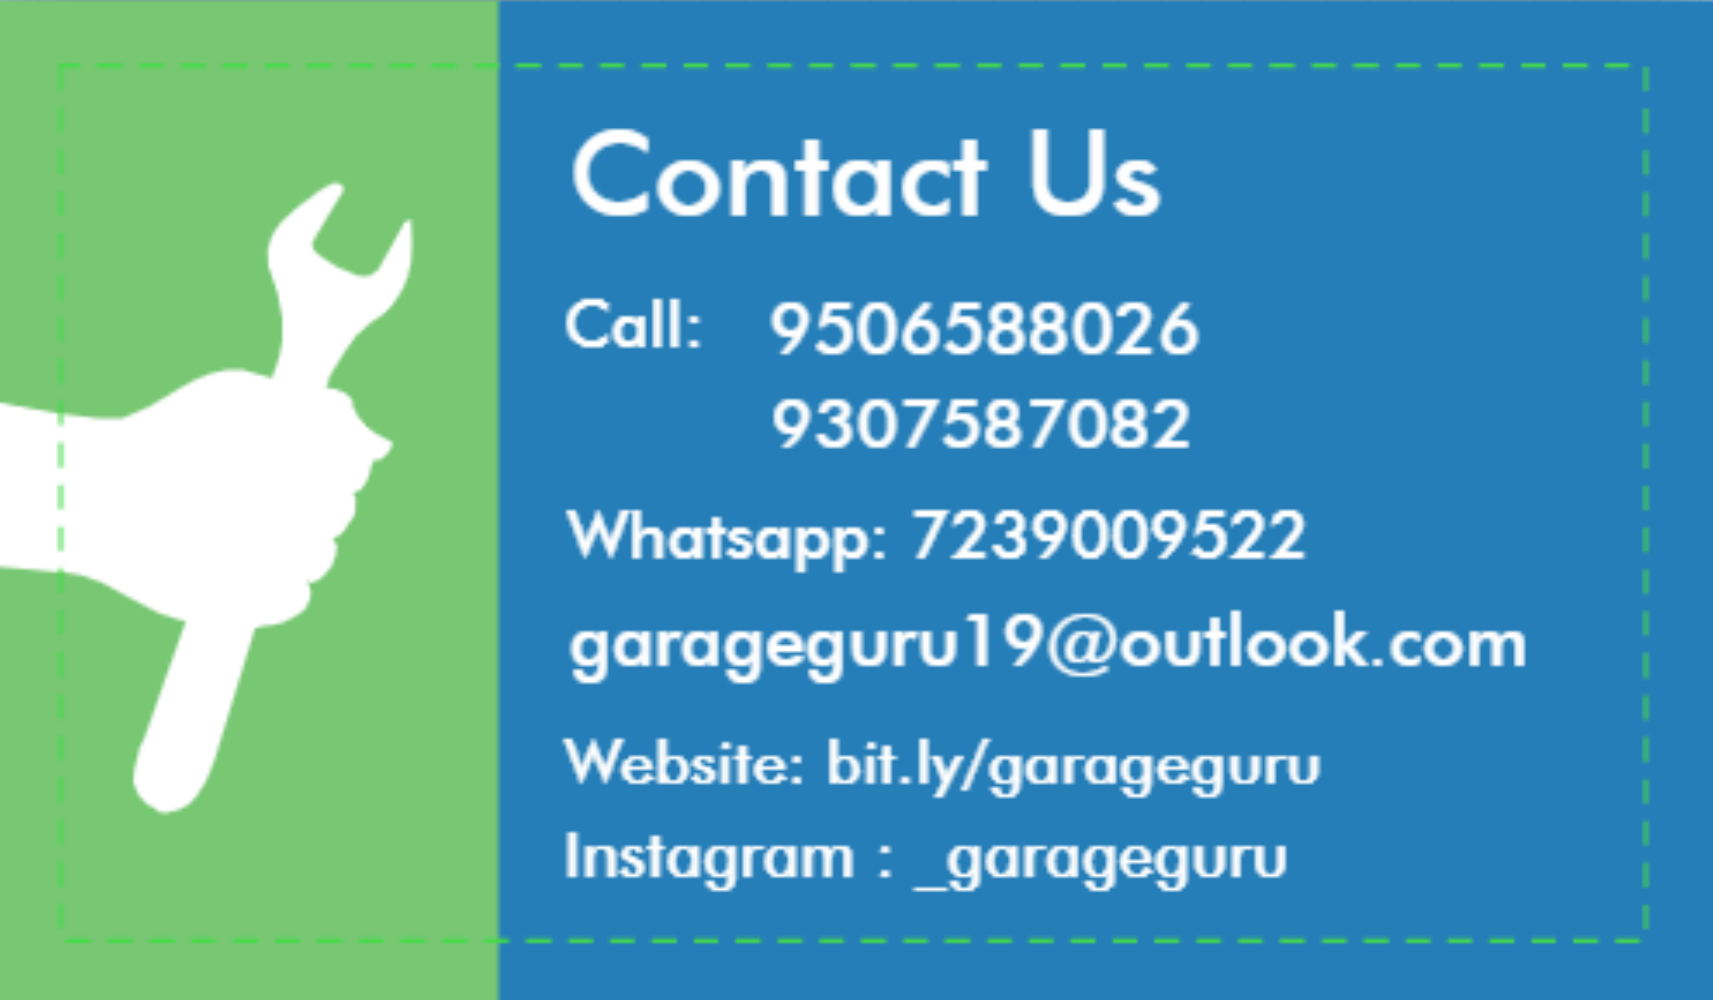 Contact Us
Call: 9506588026
9307587082
Whatsapp: 7239009522
garageguru19@outlook.com
Website: bit.ly/garageguru
Instagram : _garageguru